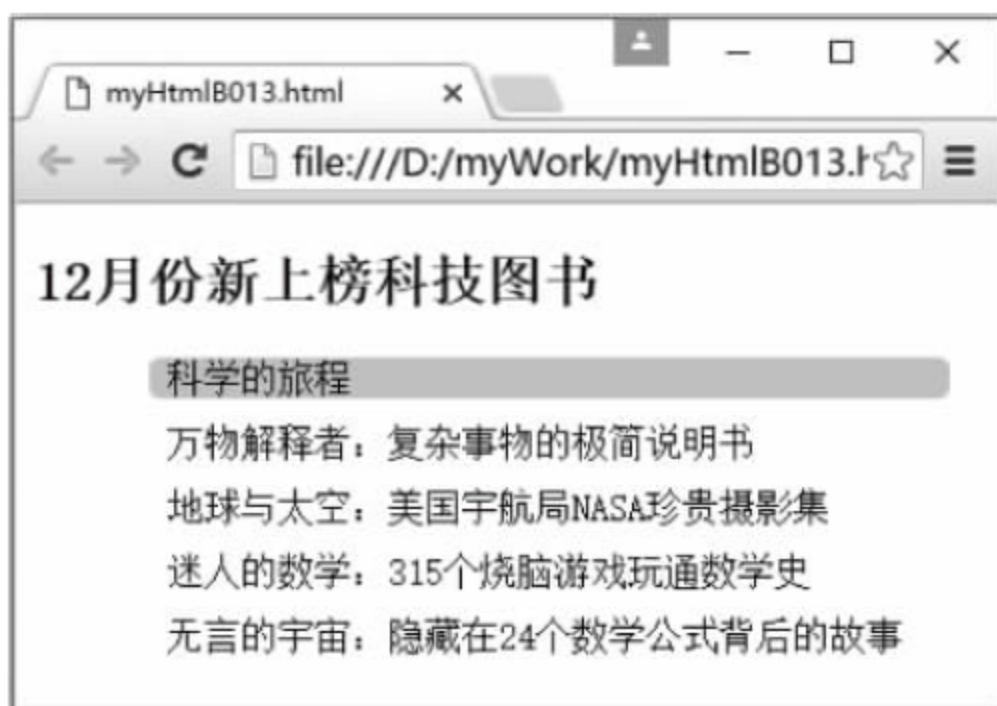 myHtmlB013.html
file:///D:/myWork/myHtmlB013.h
12月份新上榜科技图书
科学的旅程
万物解释者：复杂事物的极简说明书
地球与太空：美国宇航局NASA珍贵摄影集
迷人的数学：315个烧脑游戏玩通数学史
无言的宇宙：隐藏在24个数学公式背后的故事